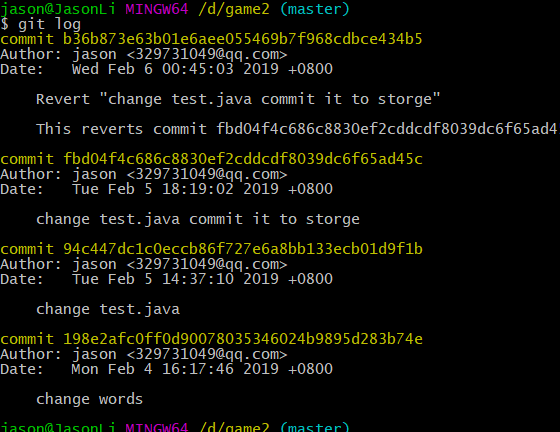 jason@JasonLi MINGW64 /d/game2 (master)
$ git log
commit b36b873e63b01e6aee055469b7f968cdbce434b5
Author: jason <329731049@qq.com>
Date:   Wed Feb 6 00:45:03 2019 +0800
Revert "change test.java commit it to storge"
This reverts commit fbd04f4c686c8830ef2cddcdf8039dc6f65ad4
commit fbd04f4c686c8830ef2cddcdf8039dc6f65ad45c
Author: jason <329731049@qq.com>
Date:   Tue Feb 5 18:19:02 2019 +0800
change test.java commit it to storge
commit 94c447dc1c0eccb86f727e6a8bb133ecb01d9f1b
Author: jason <329731049@qq.com>
Date:   Tue Feb 5 14:37:10 2019 +0800
change test.java
commit 198e2afc0ff0d90078035346024b9895d283b74e
Author: jason <329731049@qq.com>
Date:   Mon Feb 4 16:17:46 2019 +0800
change words
jason@JasonLi MINGW64 /d/game2 (master)